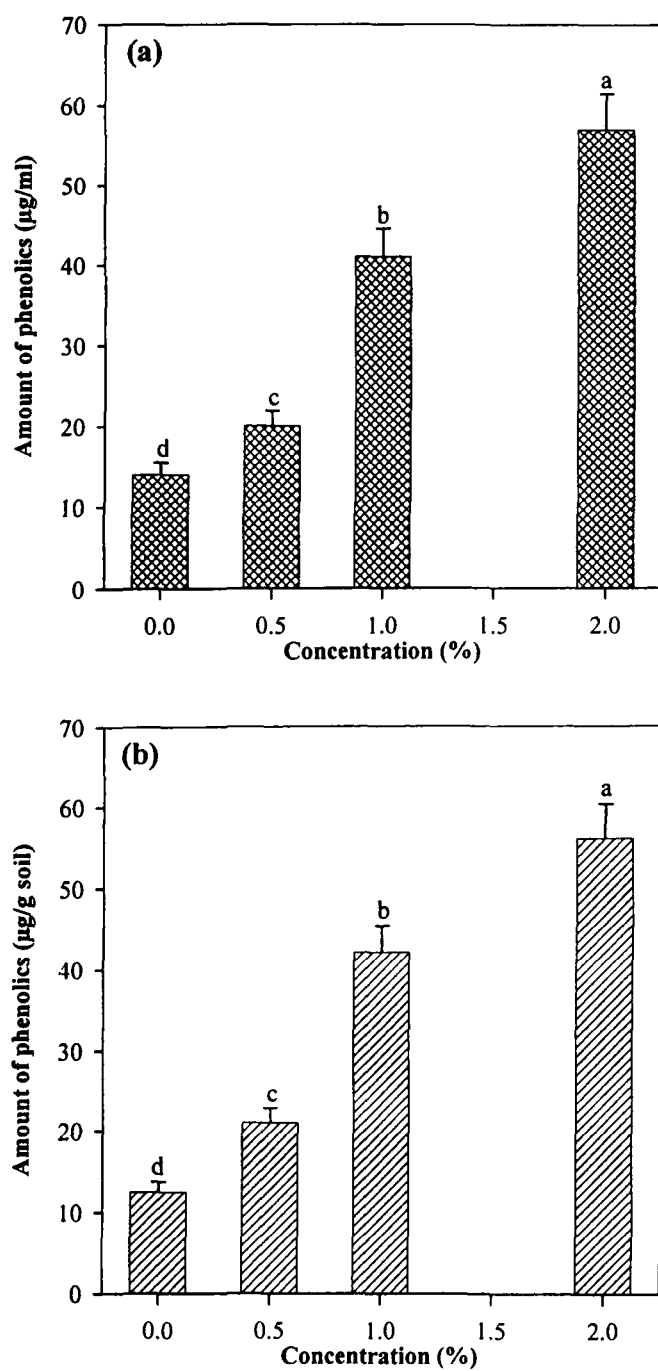 (a)
Amount of phenolics (µg/ml)
70
60
50
40
30
20
10
0
d
c
b
a
0.0 0.5 1.0 1.5 2.0
Concentration (%)
(b)
Amount of phenolics (µg/g soil)
70
60
50
40
30
20
10
0
d
c
b
a
0.0 0.5 1.0 1.5 2.0
Concentration (%)